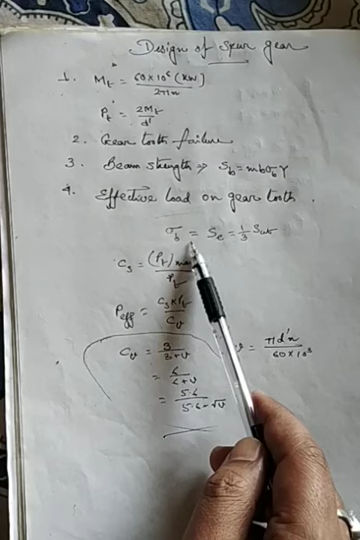 Design of spur gear
1. Mt = 60×10⁶ (kW) / 2πn
Pt = 2Mt / d'
2. Gear tooth failure
3. Beam strength ⇒ Sb = mbσbY
4. Effective load on gear tooth.
σb = Se = 1/3 Sut
Cs = (Pt) / Pt
Peff = Cs × Pt / Cv
Cv = 3 / 3+v = πd'n / 60×10³
= 6 / 6+v
= 5.6 / 5.6+√v